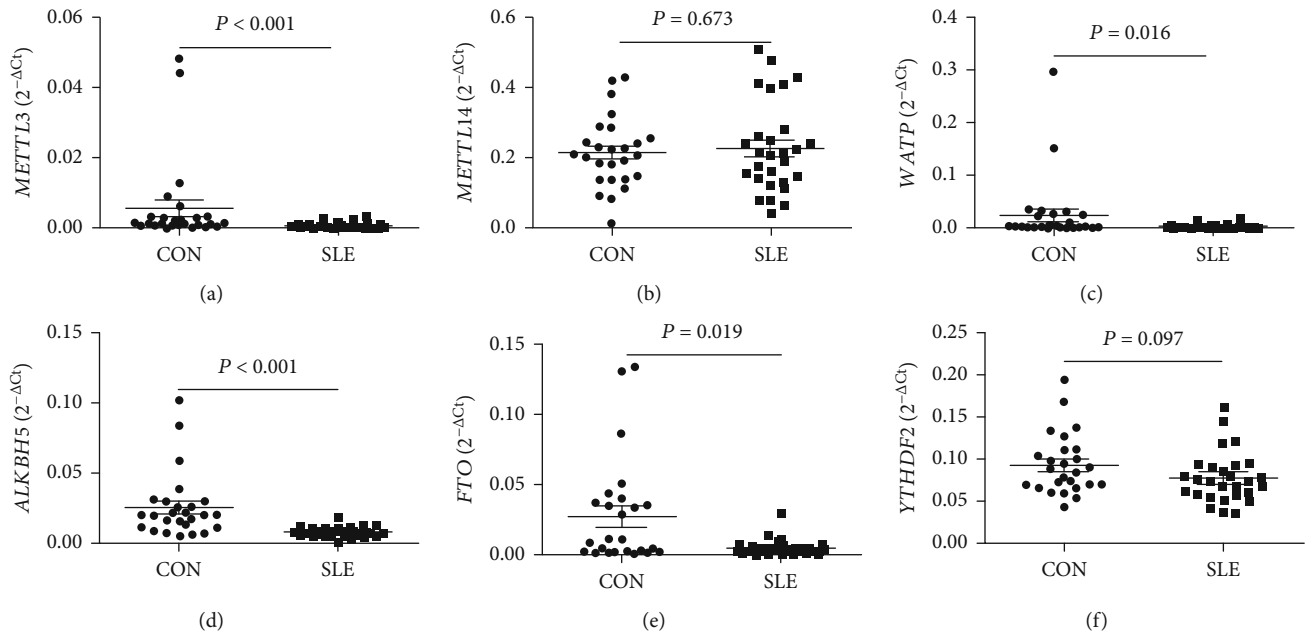 0.06
P < 0.001
0.04
0.02
0.00
METTL3 (2^−ΔCt)
CON
SLE
(a)
0.6
P = 0.673
0.4
0.2
0.0
METTL14 (2^−ΔCt)
CON
SLE
(b)
0.4
P = 0.016
0.3
0.2
0.1
0.0
WATP (2^−ΔCt)
CON
SLE
(c)
0.15
P < 0.001
0.10
0.05
0.00
ALKBH5 (2^−ΔCt)
CON
SLE
(d)
0.15
P = 0.019
0.10
0.05
0.00
FTO (2^−ΔCt)
CON
SLE
(e)
0.25
P = 0.097
0.20
0.15
0.10
0.05
0.00
YTHDF2 (2^−ΔCt)
CON
SLE
(f)